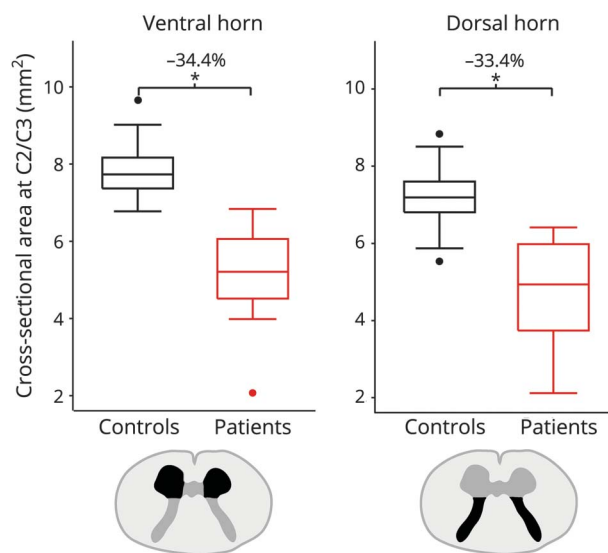 Ventral horn
Dorsal horn
Cross-sectional area at C2/C3 (mm²)
–34.4%
*
10
8
6
4
2
Controls Patients
–33.4%
*
10
8
6
4
2
Controls Patients